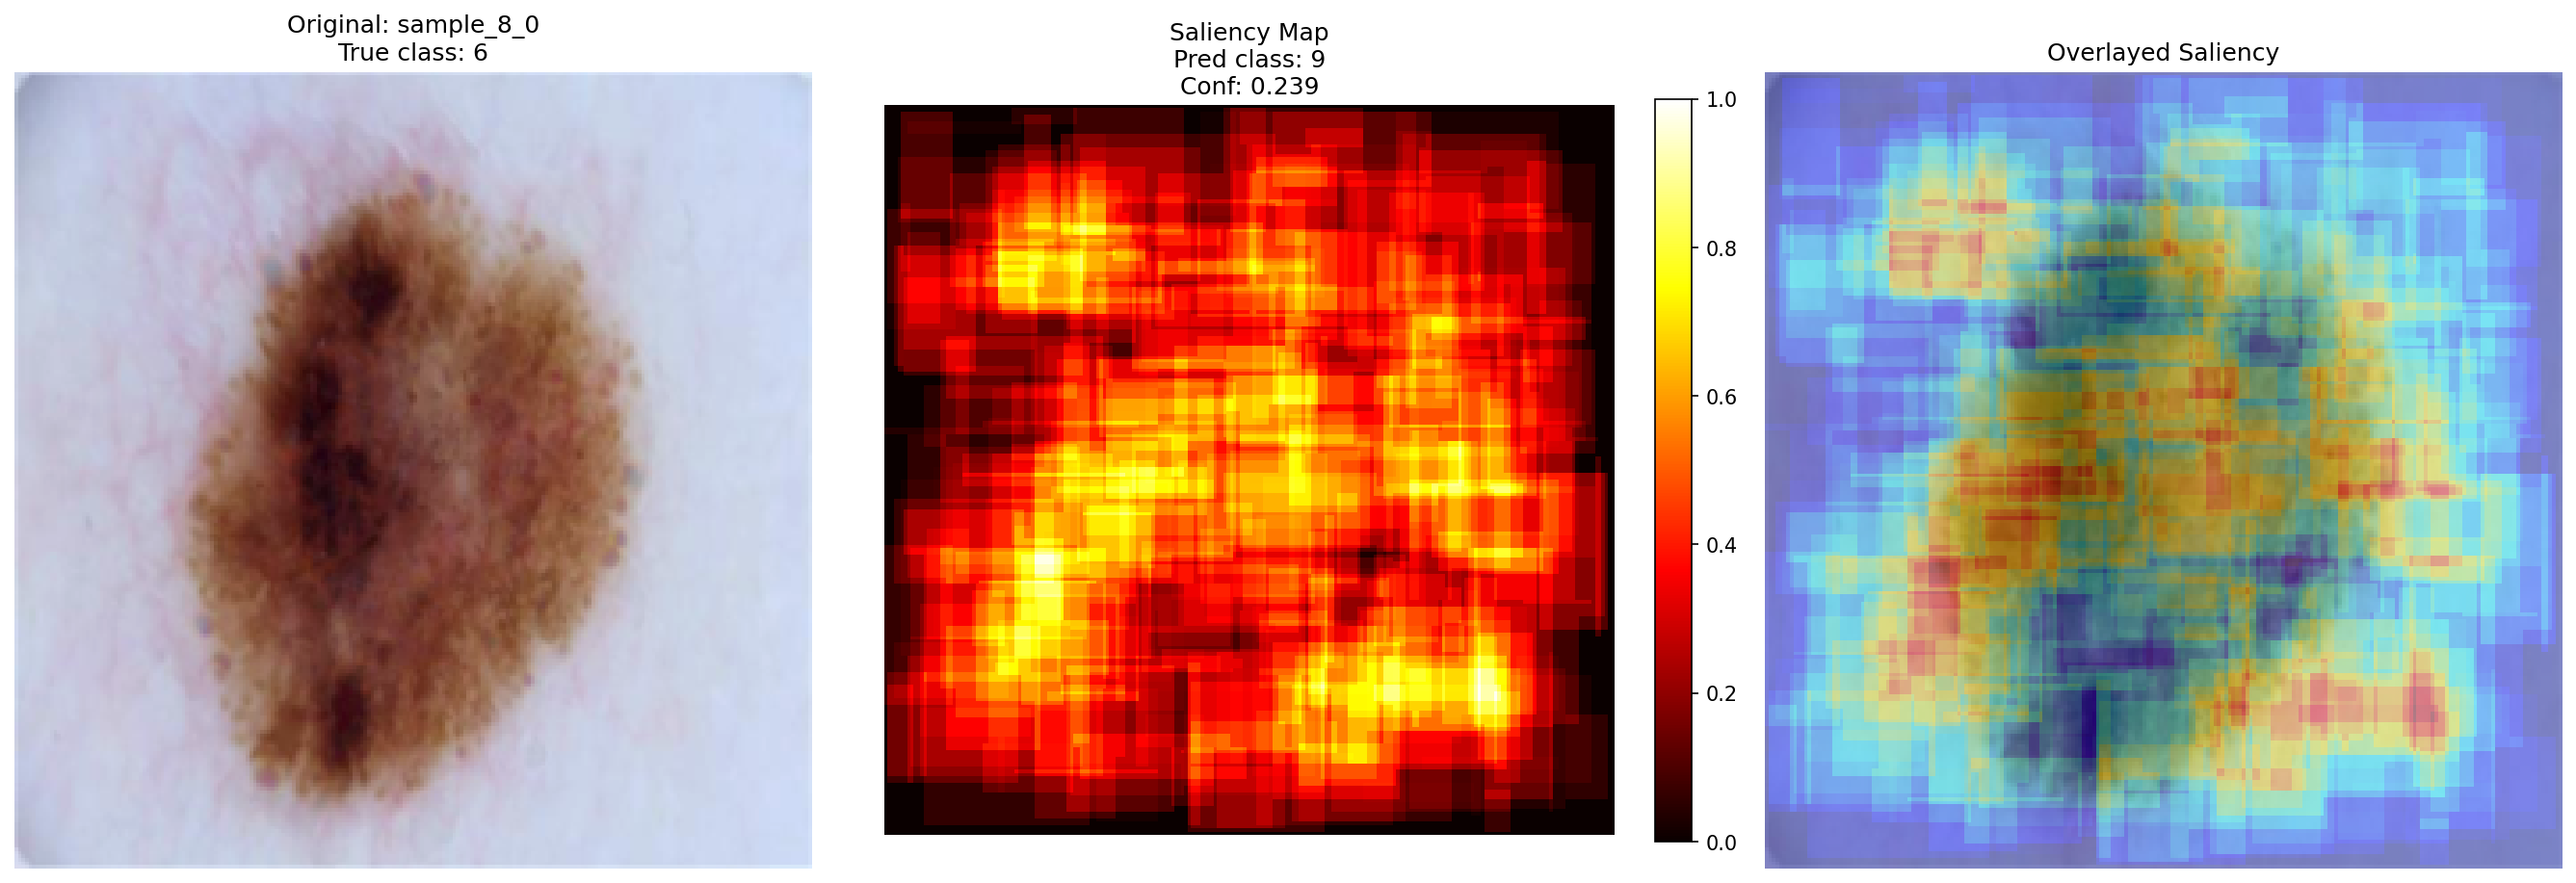 Original: sample_8_0
True class: 6
Saliency Map
Pred class: 9
Conf: 0.239
1.0
0.8
0.6
0.4
0.2
0.0
Overlayed Saliency